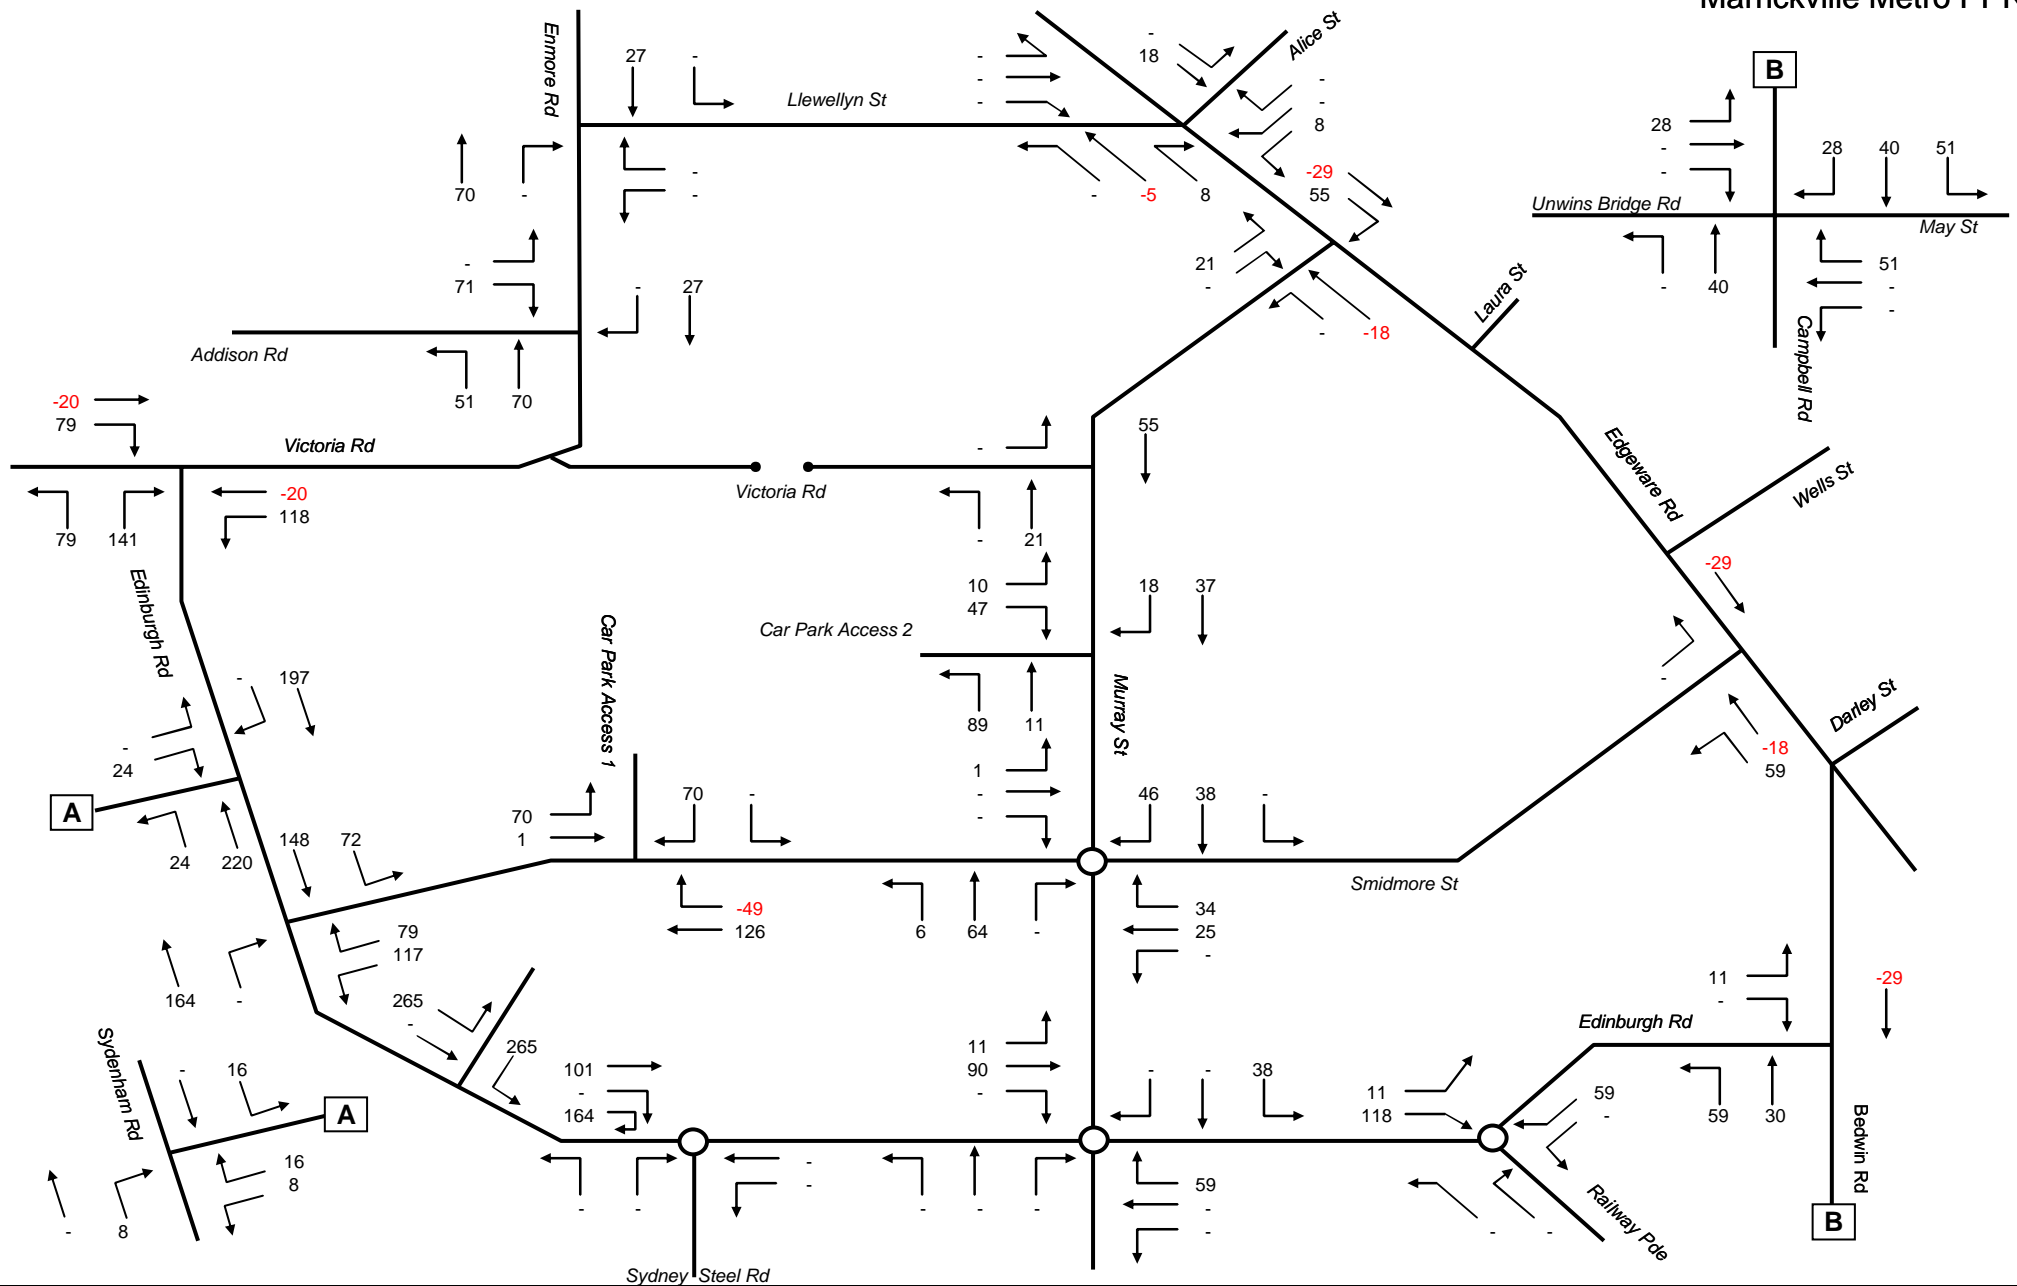 Marrickville Metro
B
Enmore Rd
27 -
Llewellyn St
-
-
-
-
18
Alice St
-
-
8
70 -
-
-
- -5 8
-29
55
28
-
-
28 40 51
Unwins Bridge Rd
May St
- 40
51
-
-
Campbell Rd
-
71
- 27
Addison Rd
51 70
21
-
- -18
Laura St
-20
79
Victoria Rd
79 141
-20
118
-
55
Victoria Rd
- 21
Edgeware Rd
Wells St
Edinburgh Rd
10
47
18 37
Car Park Access 2
89 11
Murray St
Car Park Access 1
-29
-
-18
59
Darley St
- 197
-
24
A
24 220
148 72
70
1
70 -
1
-
-
46 38 -
Smidmore St
79
117
-49
126
6 64 -
34
25
-
164 -
265
-
265
11
-
-29
Edinburgh Rd
59 30
Bedwin Rd
B
Sydenham Rd
- 16
A
16
8
- 8
101
-
164
11
90
-
- - 38
11
118
59
-
- -
-
-
- - -
59
-
-
- -
Railway Pde
Sydney Steel Rd